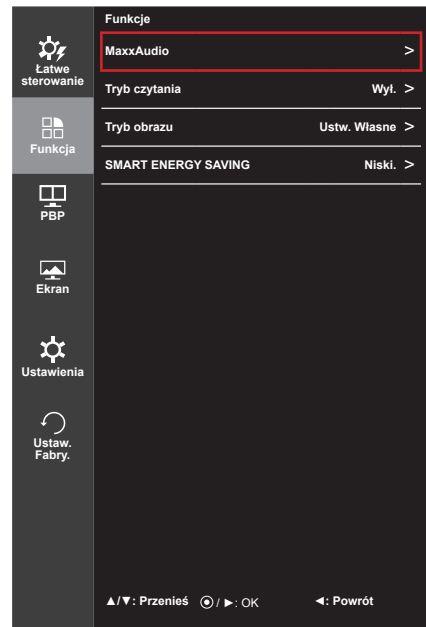 Łatwe
sterowanie
Funkcja
PBP
Ekran
Ustawienia
Ustaw.
Fabry.
Funkcje
MaxxAudio >
Tryb czytania Wył. >
Tryb obrazu Ustw. Własne >
SMART ENERGY SAVING Niski. >
▲/▼: Przenieś ⦿ / ►: OK ◄: Powrót